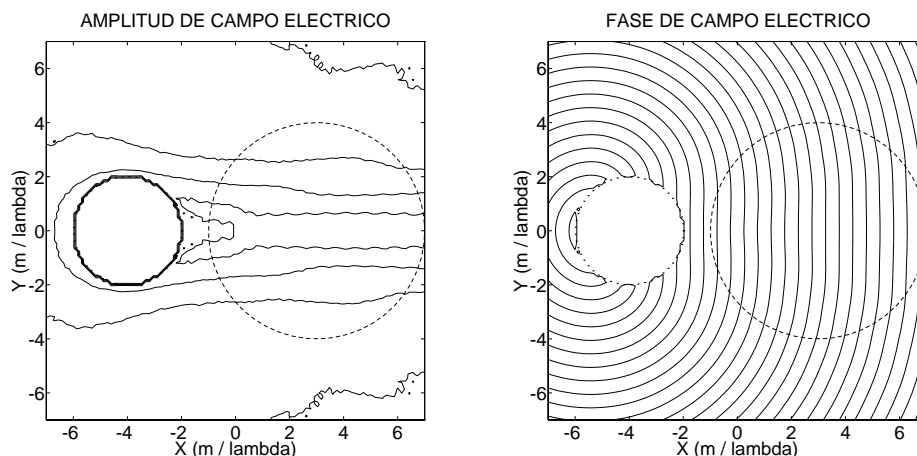 AMPLITUD DE CAMPO ELECTRICO
6
4
2
0
-2
-4
-6
Y (m / lambda)
-6 -4 -2 0 2 4 6
X (m / lambda)
FASE DE CAMPO ELECTRICO
6
4
2
0
-2
-4
-6
Y (m / lambda)
-6 -4 -2 0 2 4 6
X (m / lambda)